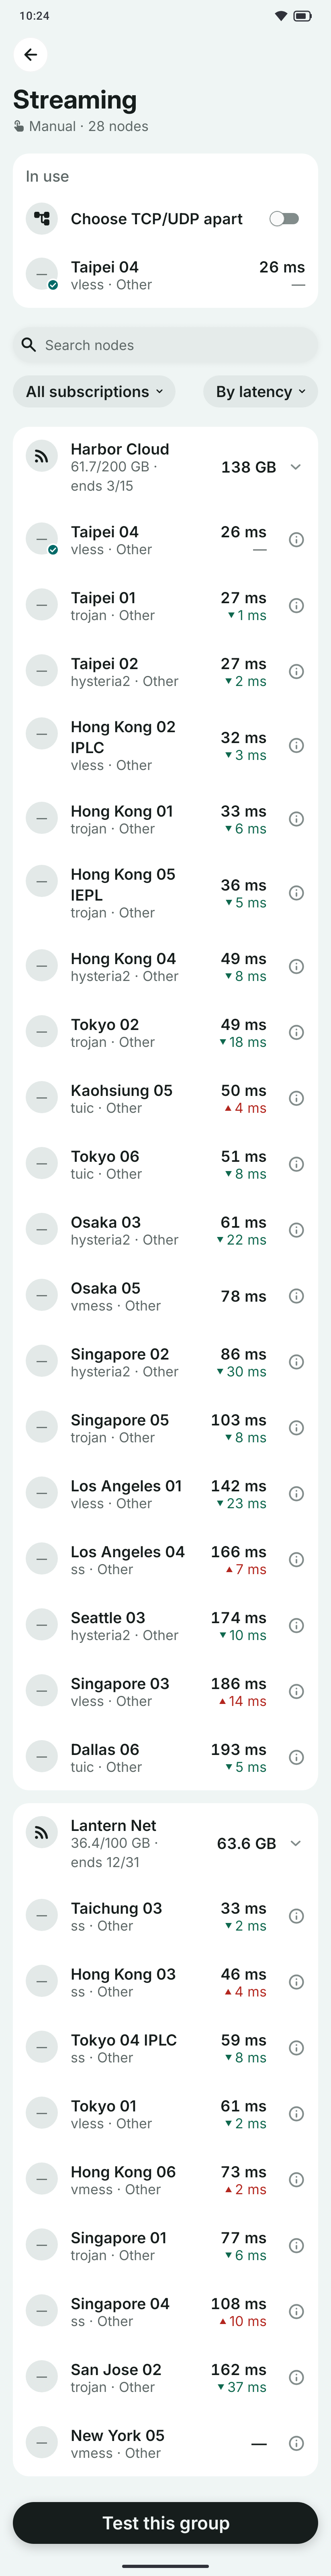 10:24
Streaming
Manual · 28 nodes
In use
Choose TCP/UDP apart
Taipei 04
26 ms
vless · Other
—
Search nodes
All subscriptions
By latency
Harbor Cloud
61.7/200 GB ·
ends 3/15
138 GB
Taipei 04
26 ms
vless · Other
—
Taipei 01
27 ms
trojan · Other
▼1 ms
Taipei 02
27 ms
hysteria2 · Other
▼2 ms
Hong Kong 02
IPLC
32 ms
vless · Other
▼3 ms
Hong Kong 01
33 ms
trojan · Other
▼6 ms
Hong Kong 05
IEPL
36 ms
trojan · Other
▼5 ms
Hong Kong 04
49 ms
hysteria2 · Other
▼8 ms
Tokyo 02
49 ms
trojan · Other
▼18 ms
Kaohsiung 05
50 ms
tuic · Other
▲4 ms
Tokyo 06
51 ms
tuic · Other
▼8 ms
Osaka 03
61 ms
hysteria2 · Other
▼22 ms
Osaka 05
78 ms
vmess · Other
Singapore 02
86 ms
hysteria2 · Other
▼30 ms
Singapore 05
103 ms
trojan · Other
▼8 ms
Los Angeles 01
142 ms
vless · Other
▼23 ms
Los Angeles 04
166 ms
ss · Other
▲7 ms
Seattle 03
174 ms
hysteria2 · Other
▼10 ms
Singapore 03
186 ms
vless · Other
▲14 ms
Dallas 06
193 ms
tuic · Other
▼5 ms
Lantern Net
36.4/100 GB ·
ends 12/31
63.6 GB
Taichung 03
33 ms
ss · Other
▼2 ms
Hong Kong 03
46 ms
ss · Other
▲4 ms
Tokyo 04 IPLC
59 ms
ss · Other
▼8 ms
Tokyo 01
61 ms
vless · Other
▼2 ms
Hong Kong 06
73 ms
vmess · Other
▲2 ms
Singapore 01
77 ms
trojan · Other
▼6 ms
Singapore 04
108 ms
ss · Other
▲10 ms
San Jose 02
162 ms
trojan · Other
▼37 ms
New York 05
—
vmess · Other
Test this group